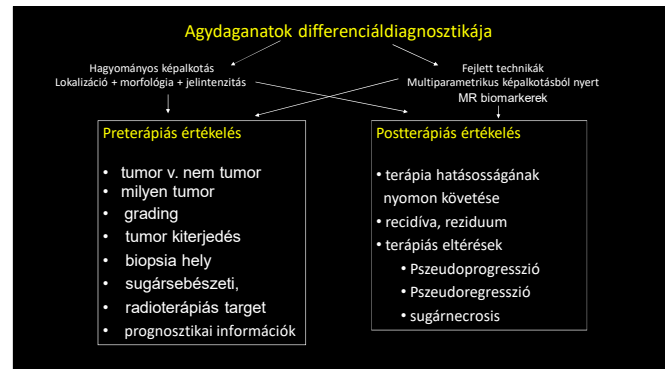 Agydaganatok differenciáldiagnosztikája
Hagyományos képalkotás
Lokalizáció + morfológia + jelintenzitás
Fejlett technikák
Multiparametrikus képalkotásból nyert
MR biomarkerek
Preterápiás értékelés
• tumor v. nem tumor
• milyen tumor
• grading
• tumor kiterjedés
• biopsia hely
• sugársebészeti,
• radioterápiás target
• prognosztikai információk
Postterápiás értékelés
• terápia hatásosságának
nyomon követése
• recidíva, reziduum
• terápiás eltérések
• Pszeudoprogresszió
• Pszeudoregresszió
• sugárnecrosis